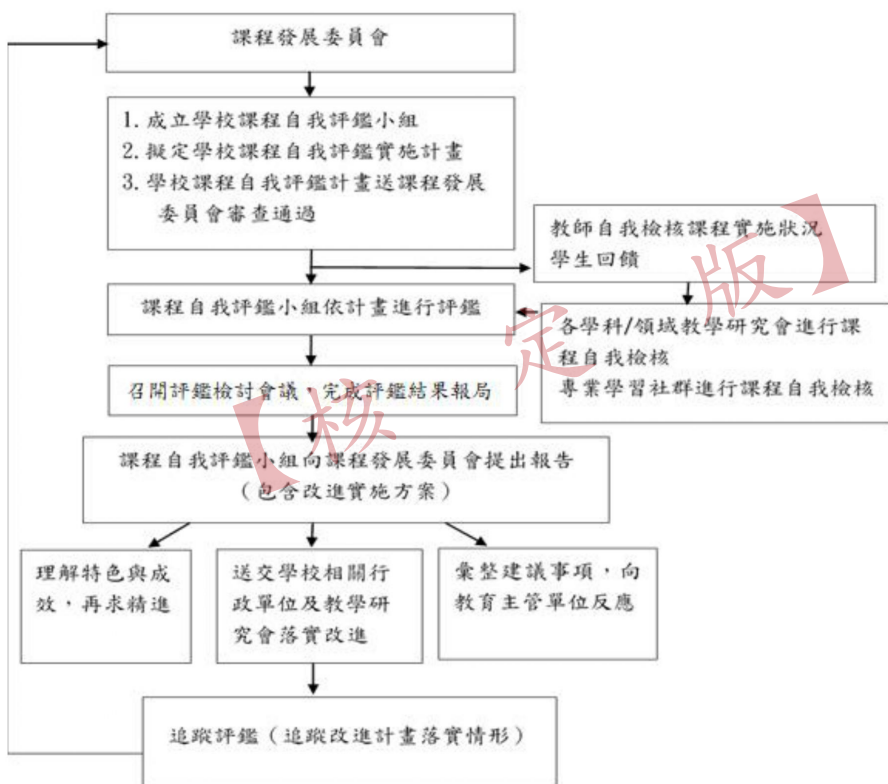 課程發展委員會
1. 成立學校課程自我評鑑小組
2. 擬定學校課程自我評鑑實施計畫
3. 學校課程自我評鑑計畫送課程發展
委員會審查通過
教師自我檢核課程實施狀況
學生回饋
課程自我評鑑小組依計畫進行評鑑
各學科/領域教學研究會進行課
程自我檢核
專業學習社群進行課程自我檢核
召開評鑑檢討會議，完成評鑑結果報局
課程自我評鑑小組向課程發展委員會提出報告
（包含改進實施方案）
理解特色與成
效，再求精進
送交學校相關行
政單位及教學研
究會落實改進
彙整建議事項，向
教育主管單位反應
追蹤評鑑（追蹤改進計畫落實情形）
【核定版】